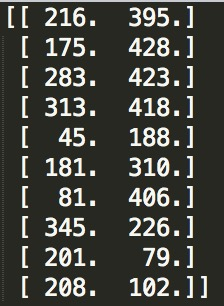 [[ 216. 395.]
[ 175. 428.]
[ 283. 423.]
[ 313. 418.]
[ 45. 188.]
[ 181. 310.]
[ 81. 406.]
[ 345. 226.]
[ 201. 79.]
[ 208. 102.]]